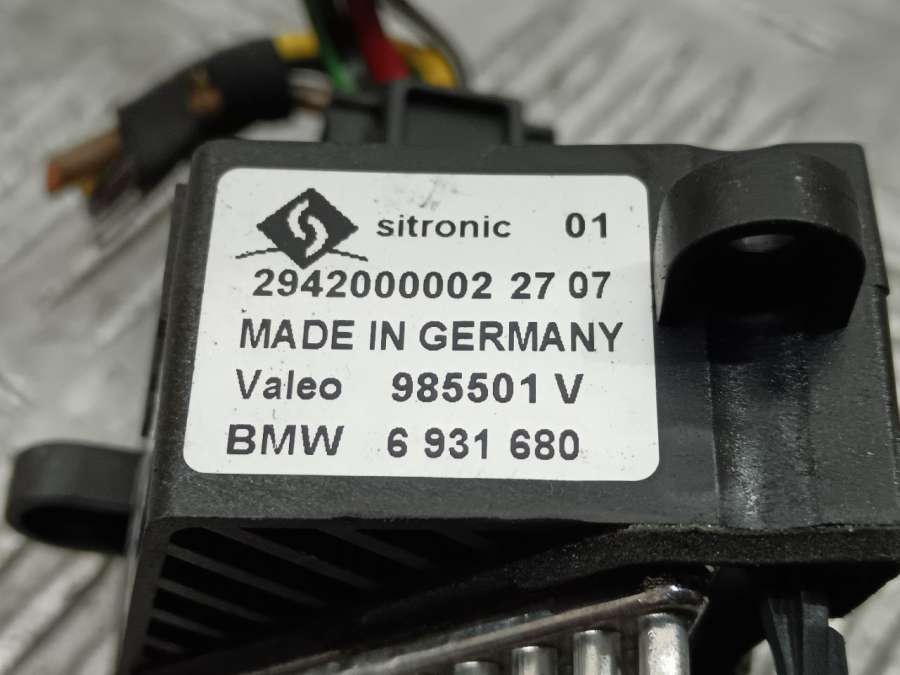 sitronic 01
2942000002 27 07
MADE IN GERMANY
Valeo 985501 V
BMW 6 931 680